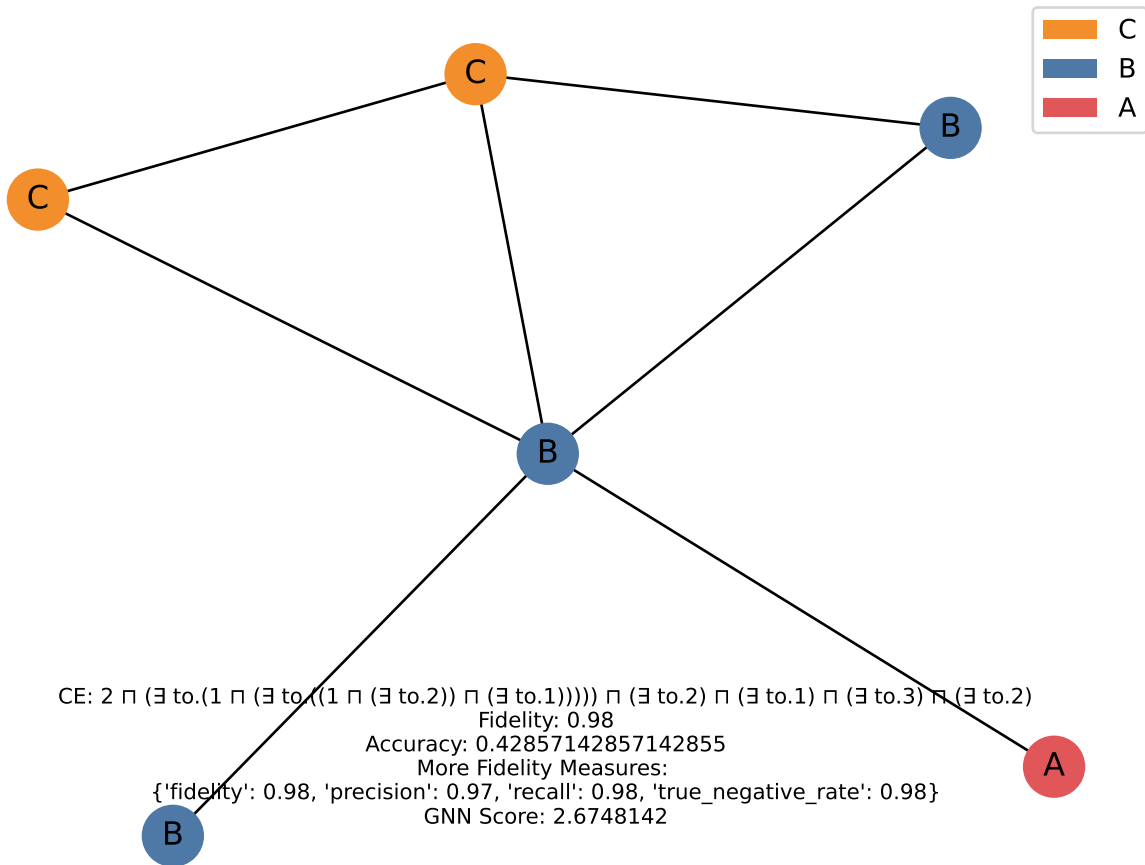 C
B
A
C
B
C
B
CE: 2 ⊓ (∃ to.(1 ⊓ (∃ to.((1 ⊓ (∃ to.2)) ⊓ (∃ to.1))))) ⊓ (∃ to.2) ⊓ (∃ to.1) ⊓ (∃ to.3) ⊓ (∃ to.2)
Fidelity: 0.98
Accuracy: 0.42857142857142855
More Fidelity Measures:
{'fidelity': 0.98, 'precision': 0.97, 'recall': 0.98, 'true_negative_rate': 0.98}
GNN Score: 2.6748142
A
B